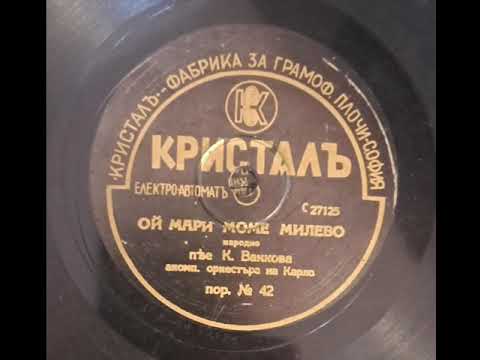 ·КРИСТАЛЪ·-·ФАБРИКА ЗА ГРАМОФ. ПЛОЧИ-СОФИЯ
К
КРИСТАЛЪ
ЕЛЕКТРО-АВТОМАТЪ
С 27125
ОЙ МАРИ МОМЕ МИЛЕВО
народно
пѣе К. Ванкова
акомп. оркестъра на Карло
пор. № 42